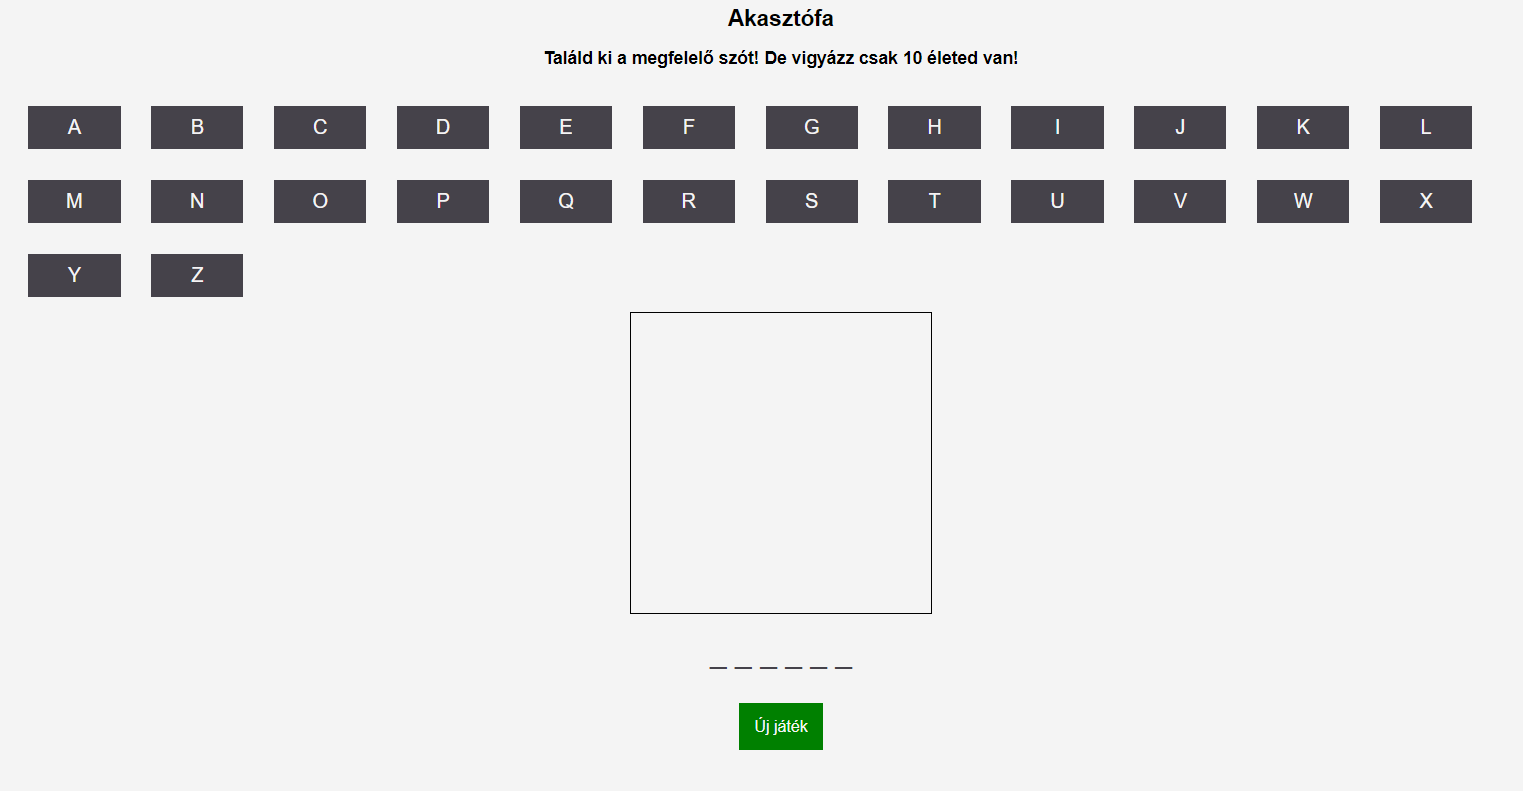 Akasztófa
Találd ki a megfelelő szót! De vigyázz csak 10 életed van!
A B C D E F G H I J K L
M N O P Q R S T U V W X
Y Z
_ _ _ _ _ _
Új játék